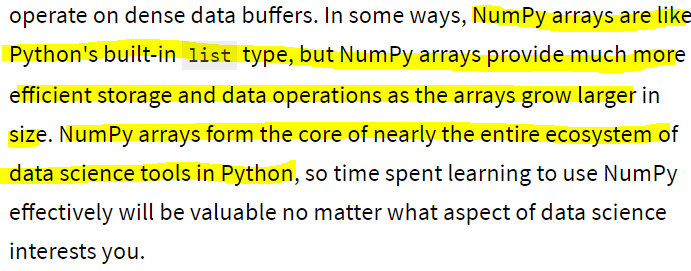 operate on dense data buffers. In some ways, NumPy arrays are like
Python's built-in list type, but NumPy arrays provide much more
efficient storage and data operations as the arrays grow larger in
size. NumPy arrays form the core of nearly the entire ecosystem of
data science tools in Python, so time spent learning to use NumPy
effectively will be valuable no matter what aspect of data science
interests you.